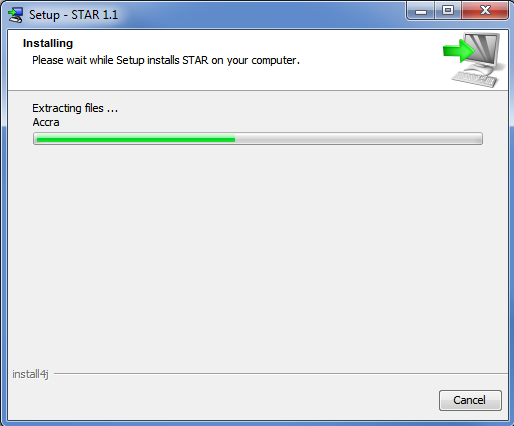 Setup - STAR 1.1
Installing
Please wait while Setup installs STAR on your computer.
Extracting files ...
Accra
install4j
Cancel